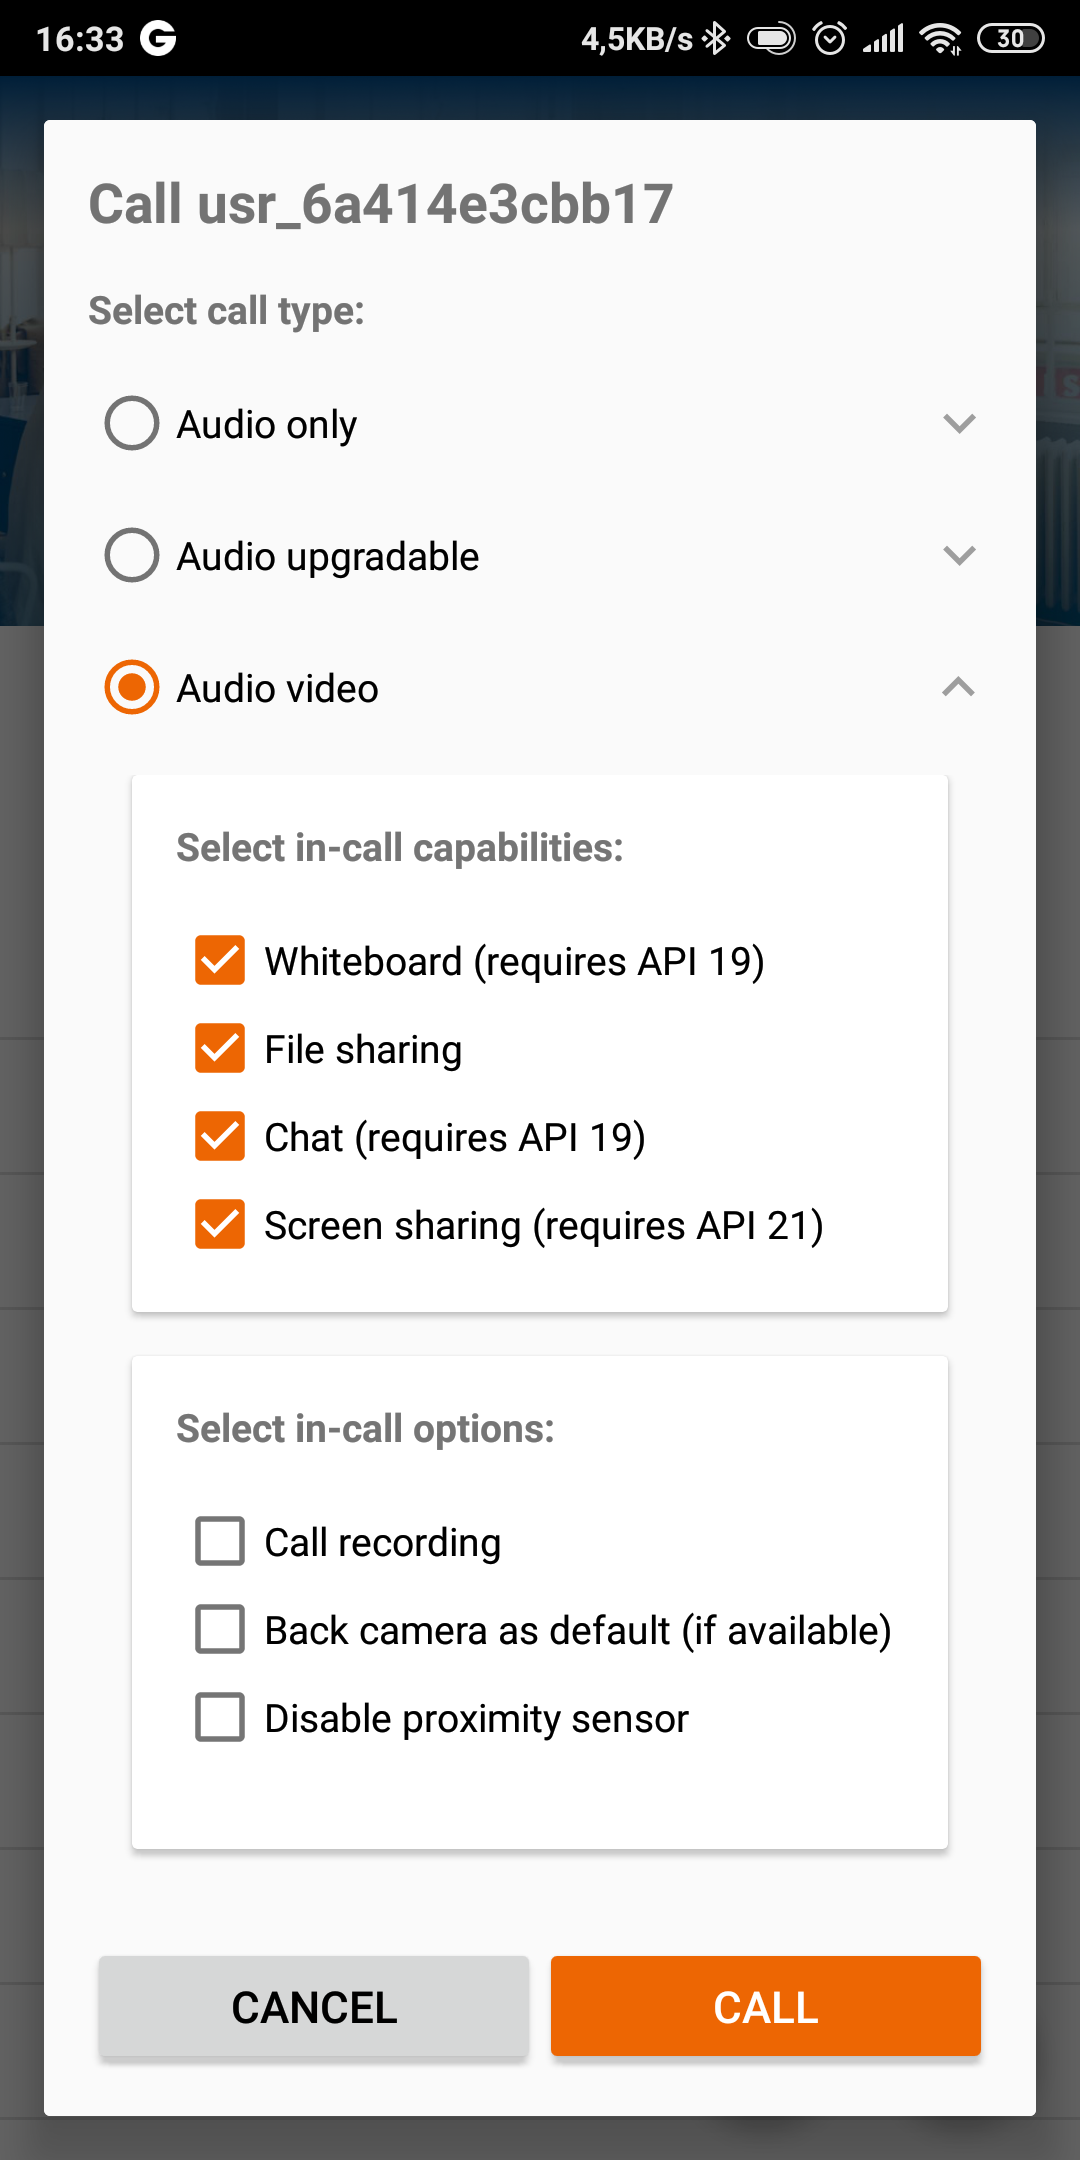 16:33 G 4,5KB/s 30
Call usr_6a414e3cbb17
Select call type:
Audio only
Audio upgradable
Audio video
Select in-call capabilities:
Whiteboard (requires API 19)
File sharing
Chat (requires API 19)
Screen sharing (requires API 21)
Select in-call options:
Call recording
Back camera as default (if available)
Disable proximity sensor
CANCEL CALL